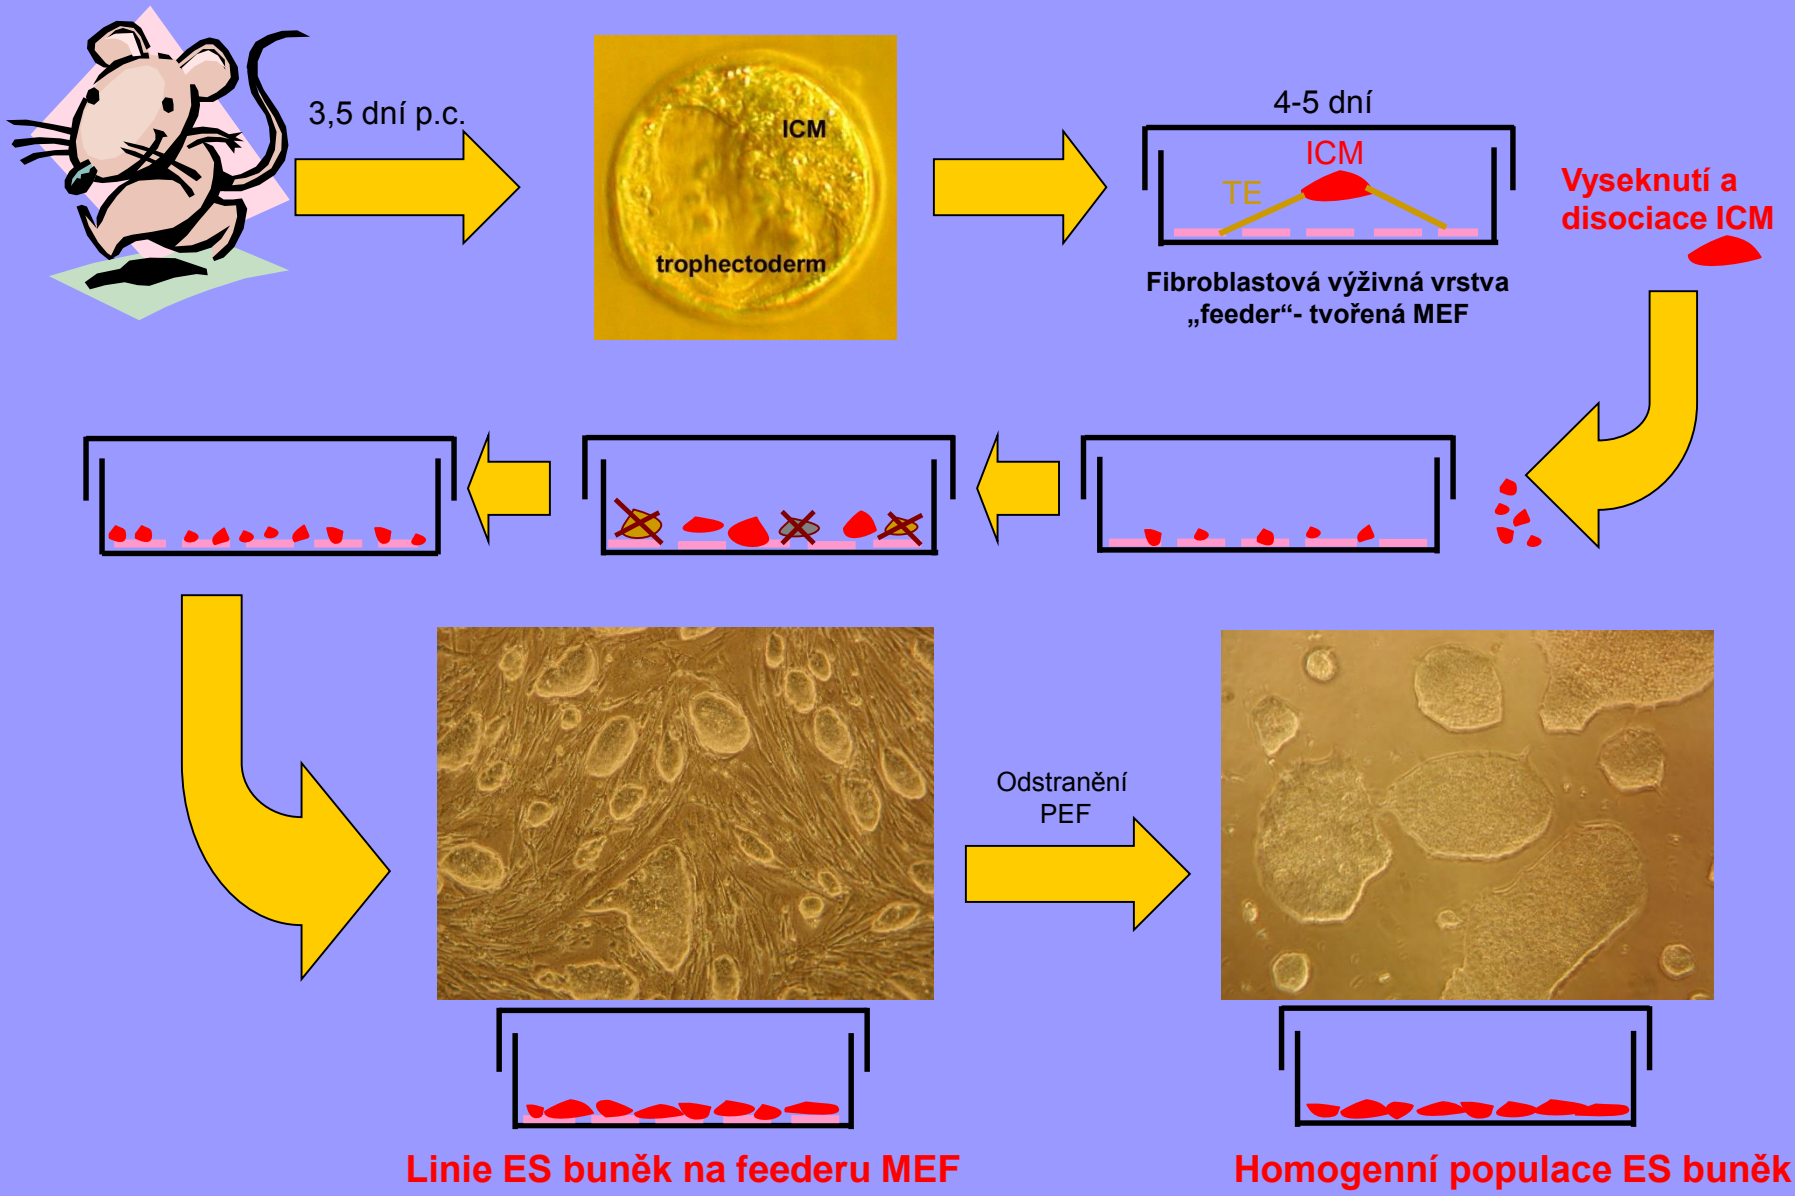 3,5 dní p.c.
ICM
trophectoderm
4-5 dní
ICM
TE
Fibroblastová výživná vrstva
„feeder“- tvořená MEF
Vyseknutí a
disociace ICM
Odstranění
PEF
Linie ES buněk na feederu MEF
Homogenní populace ES buněk